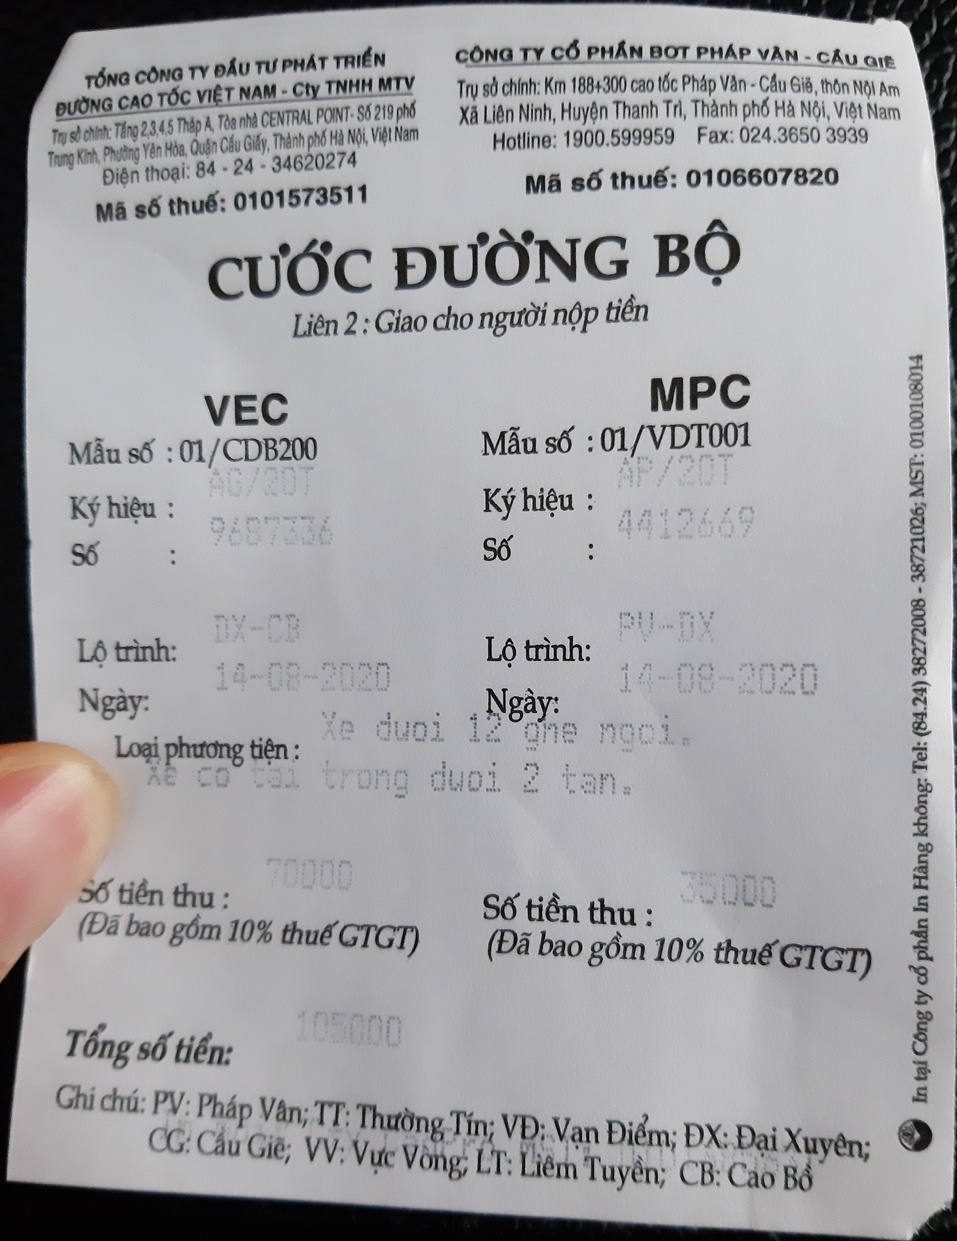 TỔNG CÔNG TY ĐẦU TƯ PHÁT TRIỂN
ĐƯỜNG CAO TỐC VIỆT NAM - Cty TNHH MTV
Trụ sở chính: Tầng 2,3,4,5 Tháp A, Tòa nhà CENTRAL POINT- Số 219 phố
Trung Kính, Phường Yên Hòa, Quận Cầu Giấy, Thành phố Hà Nội, Việt Nam
Điện thoại: 84 - 24 - 34620274
Mã số thuế: 0101573511
CÔNG TY CỔ PHẦN BOT PHÁP VÂN - CẦU GIẼ
Trụ sở chính: Km 188+300 cao tốc Pháp Vân - Cầu Giẽ, thôn Nội Am
Xã Liên Ninh, Huyện Thanh Trì, Thành phố Hà Nội, Việt Nam
Hotline: 1900.599959 Fax: 024.3650 3939
Mã số thuế: 0106607820
CƯỚC ĐƯỜNG BỘ
Liên 2 : Giao cho người nộp tiền
VEC
Mẫu số : 01/CDB200
Ký hiệu : AG/20T
Số : 9687336
Lộ trình: DX-CB
Ngày: 14-08-2020
MPC
Mẫu số : 01/VDT001
Ký hiệu : AP/20T
Số : 4412669
Lộ trình: PV-DX
Ngày: 14-08-2020
Loại phương tiện : Xe duoi 12 ghe ngoi.
Xe co tai trong duoi 2 tan.
Số tiền thu : 70000
(Đã bao gồm 10% thuế GTGT)
Số tiền thu : 35000
(Đã bao gồm 10% thuế GTGT)
Tổng số tiền: 105000
Ghi chú: PV: Pháp Vân; TT: Thường Tín; VĐ: Vạn Điểm; ĐX: Đại Xuyên;
CG: Cầu Giẽ; VV: Vực Vòng; LT: Liêm Tuyền; CB: Cao Bồ
In tại Công ty cổ phần In Hàng không; Tel: (84.24) 38272008 - 38721026; MST: 0100108014